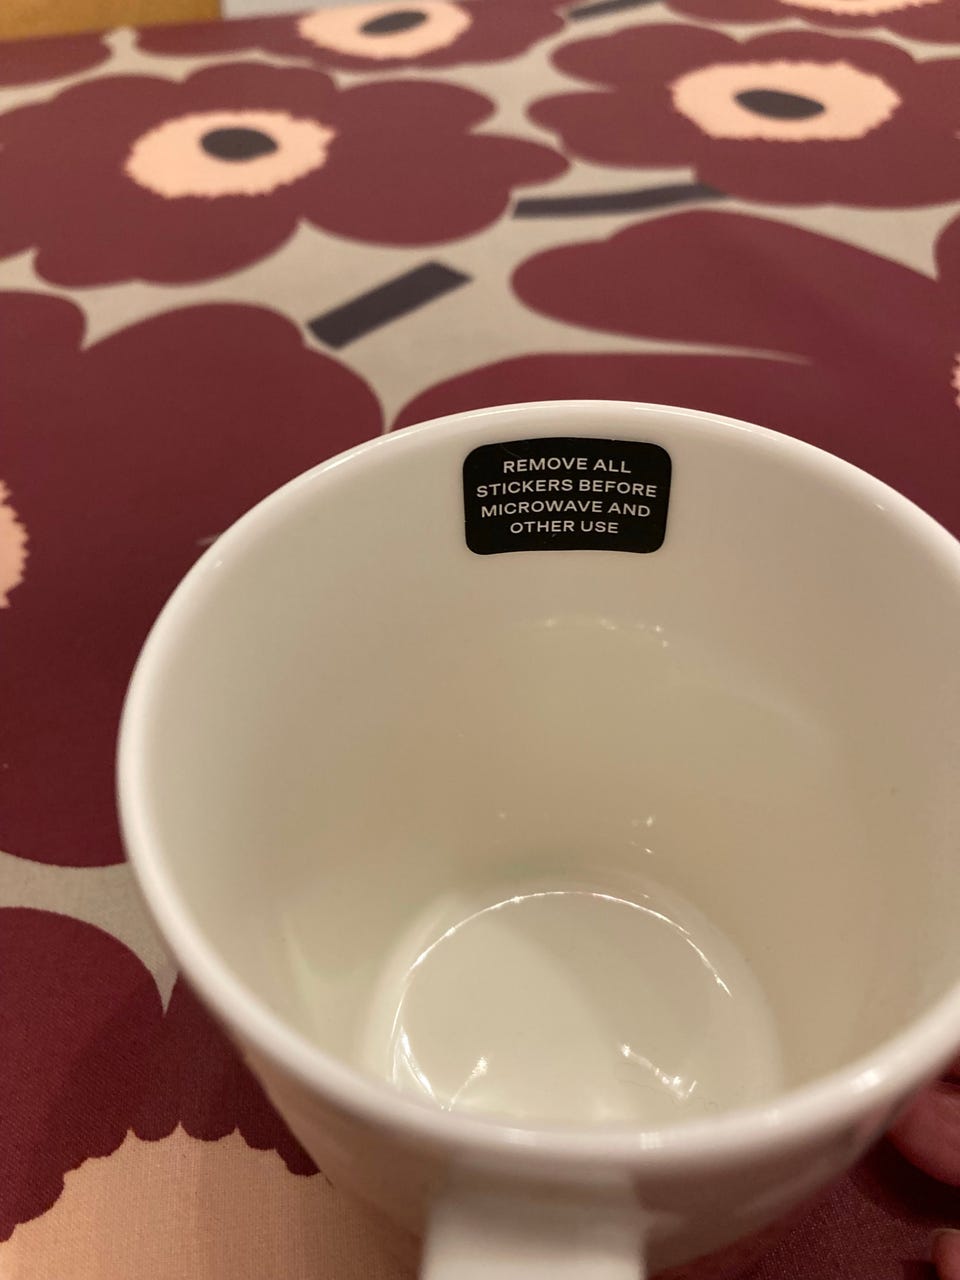 REMOVE ALL
STICKERS BEFORE
MICROWAVE AND
OTHER USE